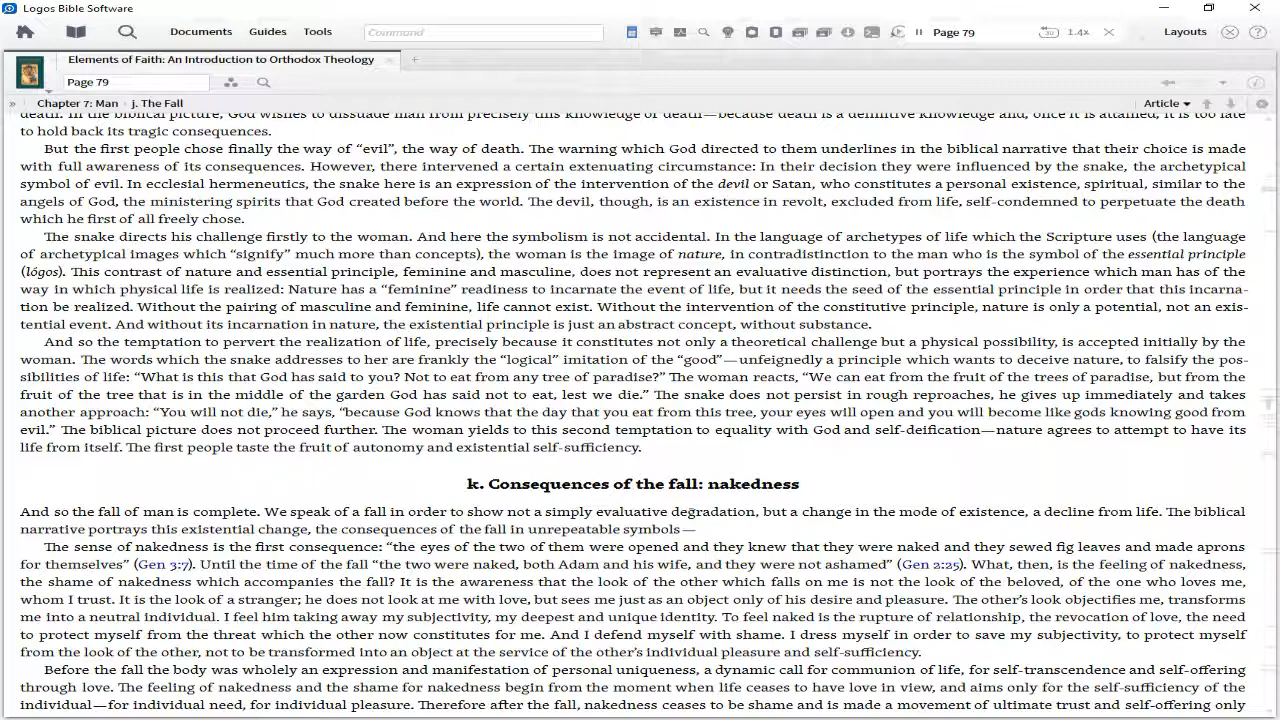 Logos Bible Software
Documents Guides Tools Command Page 79 1.4x Layouts
Elements of Faith: An Introduction to Orthodox Theology
Page 79
Chapter 7: Man › j. The Fall Article
death. In the biblical picture, God wishes to dissuade man from precisely this knowledge of death—because death is a definitive knowledge and, once it is attained, it is too late
to hold back its tragic consequences.
But the first people chose finally the way of “evil”, the way of death. The warning which God directed to them underlines in the biblical narrative that their choice is made
with full awareness of its consequences. However, there intervened a certain extenuating circumstance: In their decision they were influenced by the snake, the archetypical
symbol of evil. In ecclesial hermeneutics, the snake here is an expression of the intervention of the devil or Satan, who constitutes a personal existence, spiritual, similar to the
angels of God, the ministering spirits that God created before the world. The devil, though, is an existence in revolt, excluded from life, self-condemned to perpetuate the death
which he first of all freely chose.
The snake directs his challenge firstly to the woman. And here the symbolism is not accidental. In the language of archetypes of life which the Scripture uses (the language
of archetypical images which “signify” much more than concepts), the woman is the image of nature, in contradistinction to the man who is the symbol of the essential principle
(lógos). This contrast of nature and essential principle, feminine and masculine, does not represent an evaluative distinction, but portrays the experience which man has of the
way in which physical life is realized: Nature has a “feminine” readiness to incarnate the event of life, but it needs the seed of the essential principle in order that this incarna-
tion be realized. Without the pairing of masculine and feminine, life cannot exist. Without the intervention of the constitutive principle, nature is only a potential, not an exis-
tential event. And without its incarnation in nature, the existential principle is just an abstract concept, without substance.
And so the temptation to pervert the realization of life, precisely because it constitutes not only a theoretical challenge but a physical possibility, is accepted initially by the
woman. The words which the snake addresses to her are frankly the “logical” imitation of the “good”—unfeignedly a principle which wants to deceive nature, to falsify the pos-
sibilities of life: “What is this that God has said to you? Not to eat from any tree of paradise?” The woman reacts, “We can eat from the fruit of the trees of paradise, but from the
fruit of the tree that is in the middle of the garden God has said not to eat, lest we die.” The snake does not persist in rough reproaches, he gives up immediately and takes
another approach: “You will not die,” he says, “because God knows that the day that you eat from this tree, your eyes will open and you will become like gods knowing good from
evil.” The biblical picture does not proceed further. The woman yields to this second temptation to equality with God and self-deification—nature agrees to attempt to have its
life from itself. The first people taste the fruit of autonomy and existential self-sufficiency.
k. Consequences of the fall: nakedness
And so the fall of man is complete. We speak of a fall in order to show not a simply evaluative degradation, but a change in the mode of existence, a decline from life. The biblical
narrative portrays this existential change, the consequences of the fall in unrepeatable symbols—
The sense of nakedness is the first consequence: “the eyes of the two of them were opened and they knew that they were naked and they sewed fig leaves and made aprons
for themselves” (Gen 3:7). Until the time of the fall “the two were naked, both Adam and his wife, and they were not ashamed” (Gen 2:25). What, then, is the feeling of nakedness,
the shame of nakedness which accompanies the fall? It is the awareness that the look of the other which falls on me is not the look of the beloved, of the one who loves me,
whom I trust. It is the look of a stranger; he does not look at me with love, but sees me just as an object only of his desire and pleasure. The other’s look objectifies me, transforms
me into a neutral individual. I feel him taking away my subjectivity, my deepest and unique identity. To feel naked is the rupture of relationship, the revocation of love, the need
to protect myself from the threat which the other now constitutes for me. And I defend myself with shame. I dress myself in order to save my subjectivity, to protect myself
from the look of the other, not to be transformed into an object at the service of the other’s individual pleasure and self-sufficiency.
Before the fall the body was wholely an expression and manifestation of personal uniqueness, a dynamic call for communion of life, for self-transcendence and self-offering
through love. The feeling of nakedness and the shame for nakedness begin from the moment when life ceases to have love in view, and aims only for the self-sufficiency of the
individual—for individual need, for individual pleasure. Therefore after the fall, nakedness ceases to be shame and is made a movement of ultimate trust and self-offering only